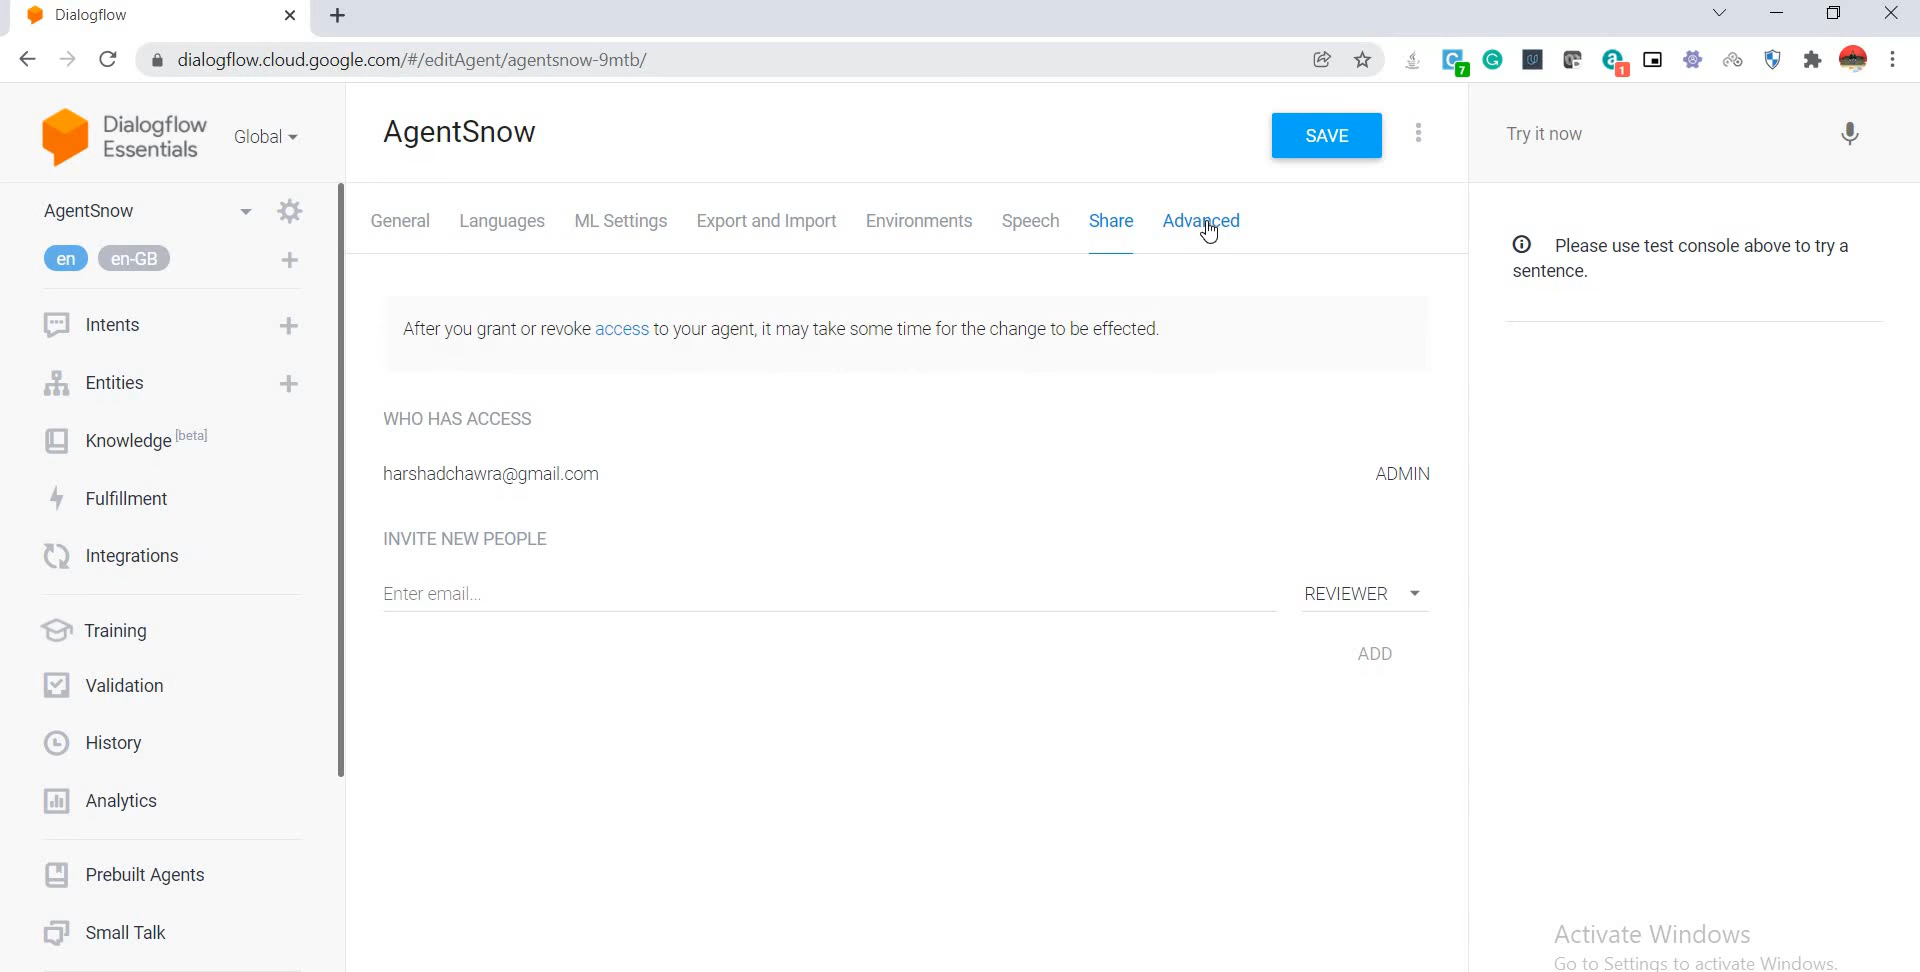 Dialogflow
dialogflow.cloud.google.com/#/editAgent/agentsnow-9mtb/
7
1
Dialogflow
Essentials
Global
AgentSnow
SAVE
Try it now
AgentSnow
en
en-GB
Intents
Entities
Knowledge [beta]
Fulfillment
Integrations
Training
Validation
History
Analytics
Prebuilt Agents
Small Talk
General Languages ML Settings Export and Import Environments Speech Share Advanced
After you grant or revoke access to your agent, it may take some time for the change to be effected.
WHO HAS ACCESS
harshadchawra@gmail.com ADMIN
INVITE NEW PEOPLE
Enter email... REVIEWER
ADD
Please use test console above to try a
sentence.
Activate Windows
Go to Settings to activate Windows.